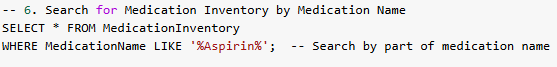 -- 6. Search for Medication Inventory by Medication Name
SELECT * FROM MedicationInventory
WHERE MedicationName LIKE '%Aspirin%';  -- Search by part of medication name